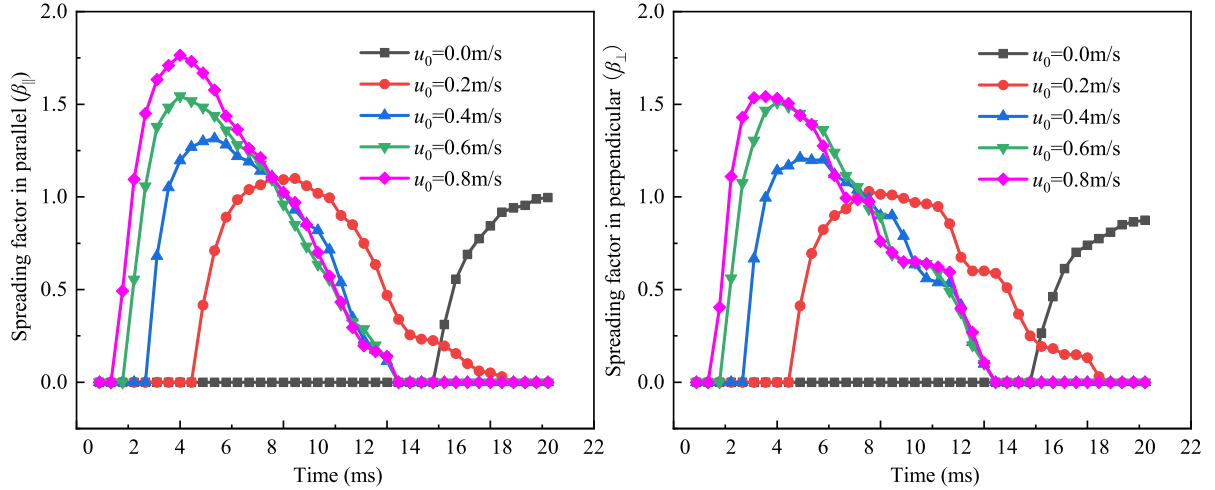 Spreading factor in parallel (β∥)
2.0
1.5
1.0
0.5
0.0
u0=0.0m/s
u0=0.2m/s
u0=0.4m/s
u0=0.6m/s
u0=0.8m/s
0 2 4 6 8 10 12 13 14 16 18 20 22
Time (ms)
Spreading factor in perpendicular (β⊥)
2.0
1.5
1.0
0.5
0.0
u0=0.0m/s
u0=0.2m/s
u0=0.4m/s
u0=0.6m/s
u0=0.8m/s
0 2 4 6 8 10 12 13 14 16 18 20 22
Time (ms)